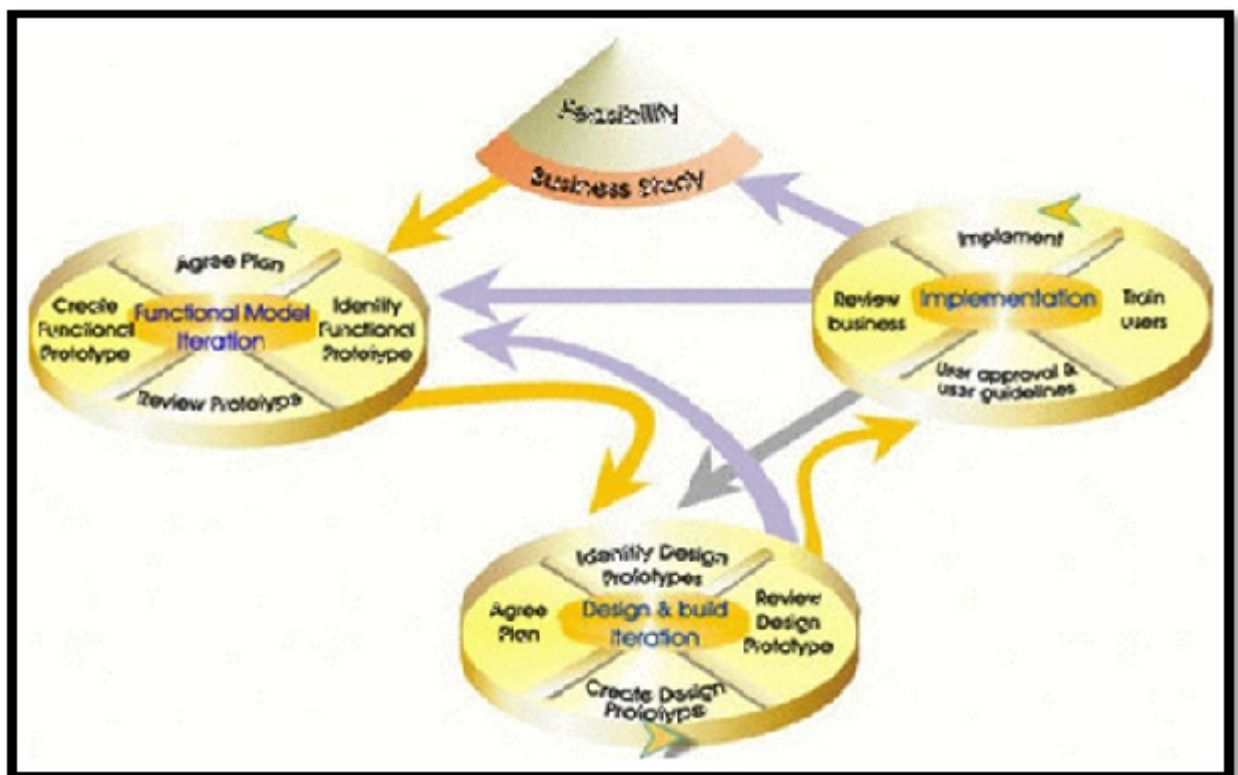 Feasibility
Business Study
Agree Plan
Create
Functional
Prototype
Functional Model
Iteration
Identify
Functional
Prototype
Review Prototype
Implement
Review
business
Implementation
Train
users
User approval &
user guidelines
Identify Design
Prototypes
Agree
Plan
Design & build
Iteration
Review
Design
Prototype
Create Design
Prototype